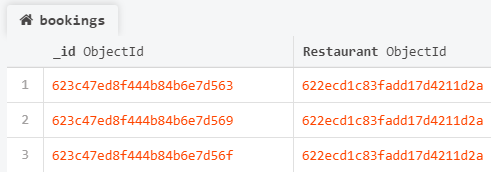 bookings
_id ObjectId Restaurant ObjectId
1 623c47ed8f444b84b6e7d563 622ecd1c83fadd17d4211d2a
2 623c47ed8f444b84b6e7d569 622ecd1c83fadd17d4211d2a
3 623c47ed8f444b84b6e7d56f 622ecd1c83fadd17d4211d2a